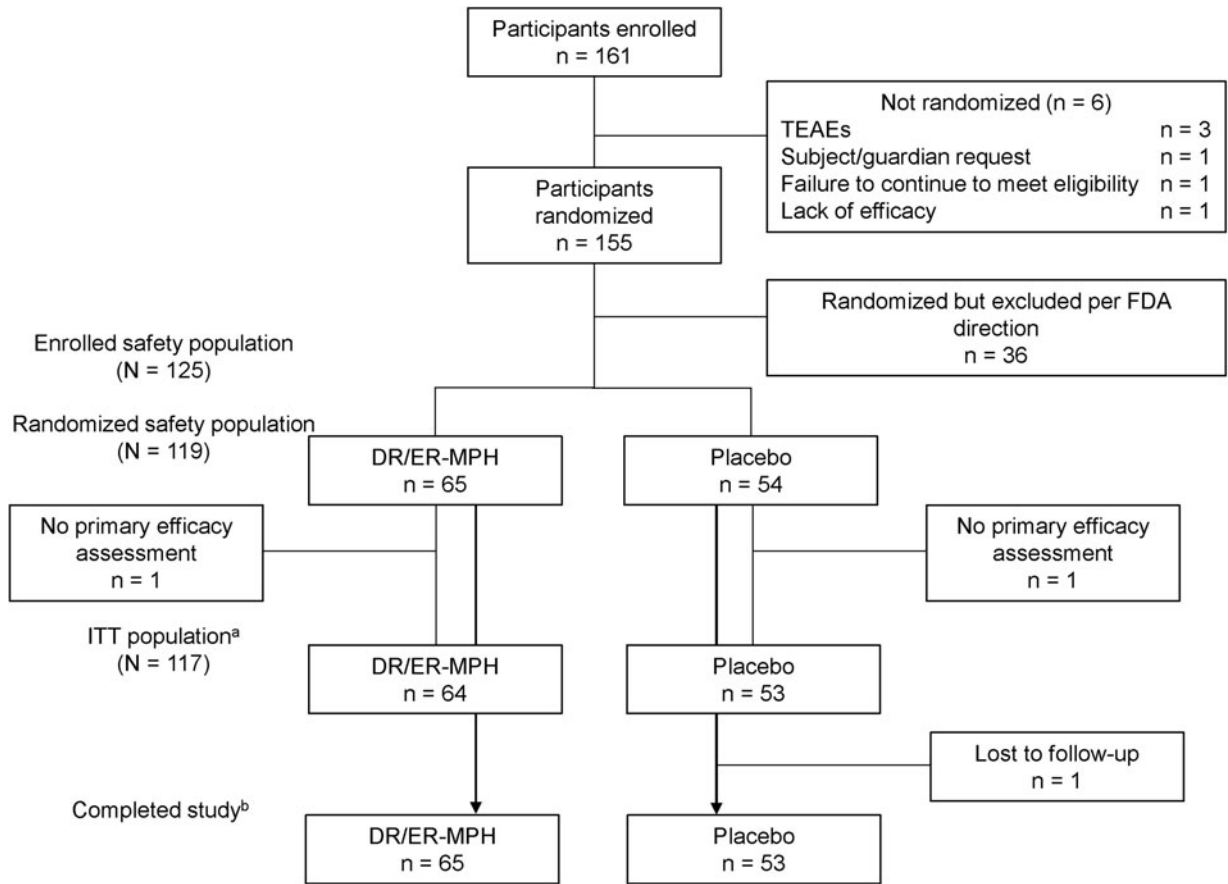 Participants enrolled
n = 161
Not randomized (n = 6)
TEAEs n = 3
Subject/guardian request n = 1
Failure to continue to meet eligibility n = 1
Lack of efficacy n = 1
Participants
randomized
n = 155
Randomized but excluded per FDA
direction
n = 36
Enrolled safety population
(N = 125)
Randomized safety population
(N = 119)
DR/ER-MPH
n = 65
Placebo
n = 54
No primary efficacy
assessment
n = 1
No primary efficacy
assessment
n = 1
ITT populationᵃ
(N = 117)
DR/ER-MPH
n = 64
Placebo
n = 53
Lost to follow-up
n = 1
Completed studyᵇ
DR/ER-MPH
n = 65
Placebo
n = 53